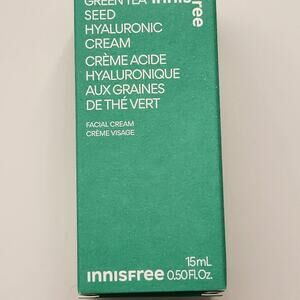 GREEN TEA innisfree
SEED
HYALURONIC
CREAM
CRÈME ACIDE
HYALURONIQUE
AUX GRAINES
DE THÉ VERT
FACIAL CREAM
CRÈME VISAGE
15mL
innisfree 0.50 Fl.Oz.